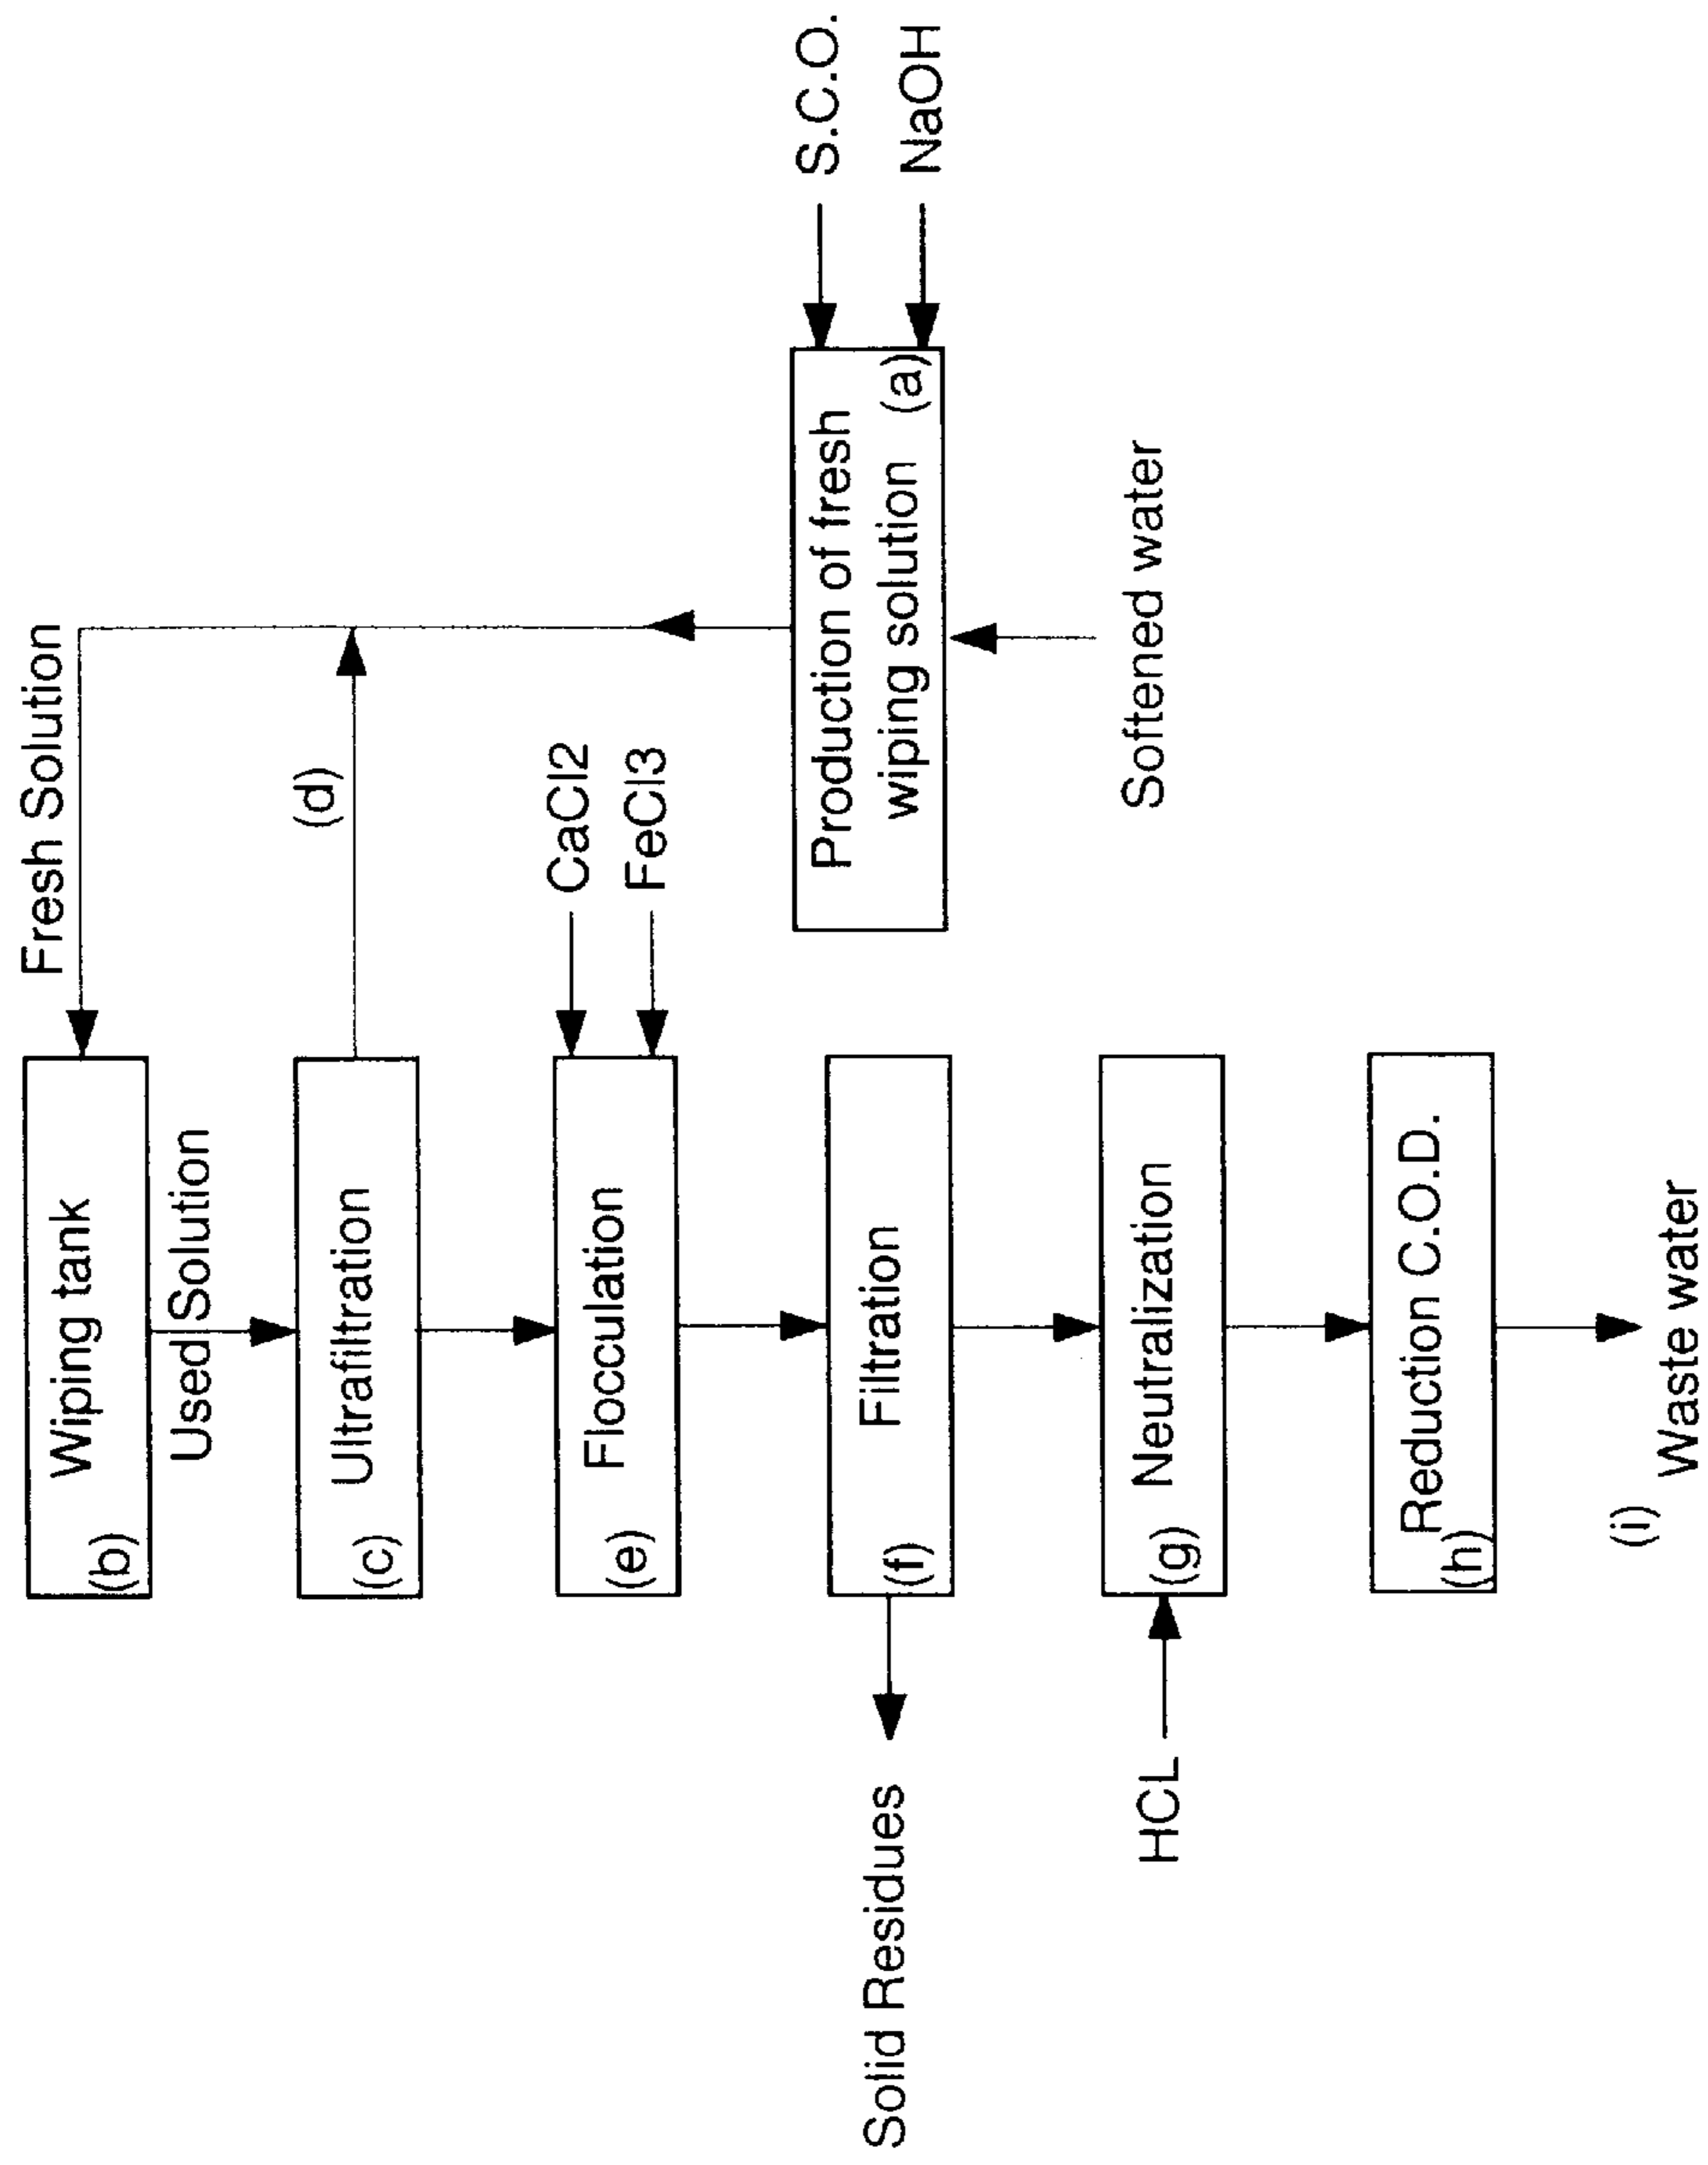 Fresh Solution
Wiping tank
(b)
Used Solution
(d)
Ultrafiltration
(c)
CaCl2
FeCl3
Flocculation
(e)
S.C.O.
NaOH
Production of fresh
wiping solution (a)
Softened water
Filtration
(f)
Solid Residues
Neutralization
(g)
HCL
Reduction C.O.D.
(h)
(i)
Waste water